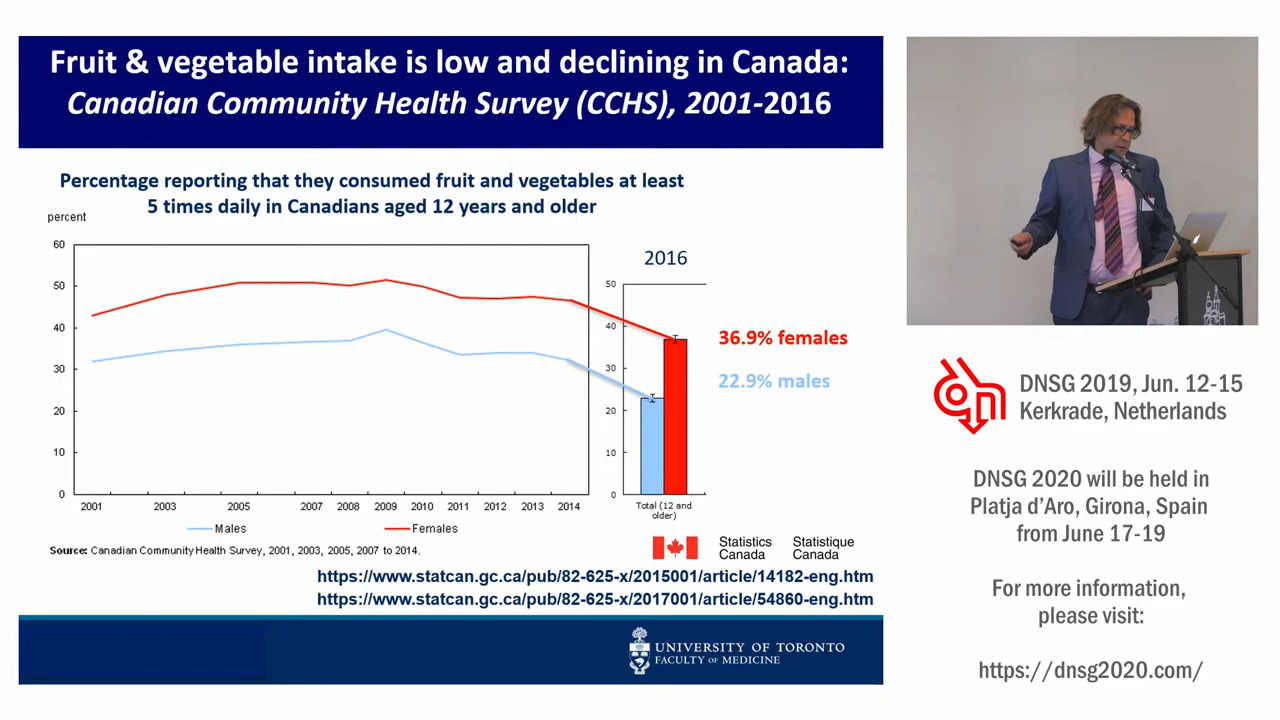 Fruit & vegetable intake is low and declining in Canada:
Canadian Community Health Survey (CCHS), 2001-2016
Percentage reporting that they consumed fruit and vegetables at least
5 times daily in Canadians aged 12 years and older
percent
60
50
40
30
20
10
0
2001 2003 2005 2007 2008 2009 2010 2011 2012 2013 2014
Males Females
2016
50
40
30
20
10
0
Total (12 and
older)
36.9% females
22.9% males
Source: Canadian Community Health Survey, 2001, 2003, 2005, 2007 to 2014.
Statistics Statistique
Canada Canada
https://www.statcan.gc.ca/pub/82-625-x/2015001/article/14182-eng.htm
https://www.statcan.gc.ca/pub/82-625-x/2017001/article/54860-eng.htm
UNIVERSITY OF TORONTO
FACULTY OF MEDICINE
DNSG 2019, Jun. 12-15
Kerkrade, Netherlands
DNSG 2020 will be held in
Platja d'Aro, Girona, Spain
from June 17-19
For more information,
please visit:
https://dnsg2020.com/